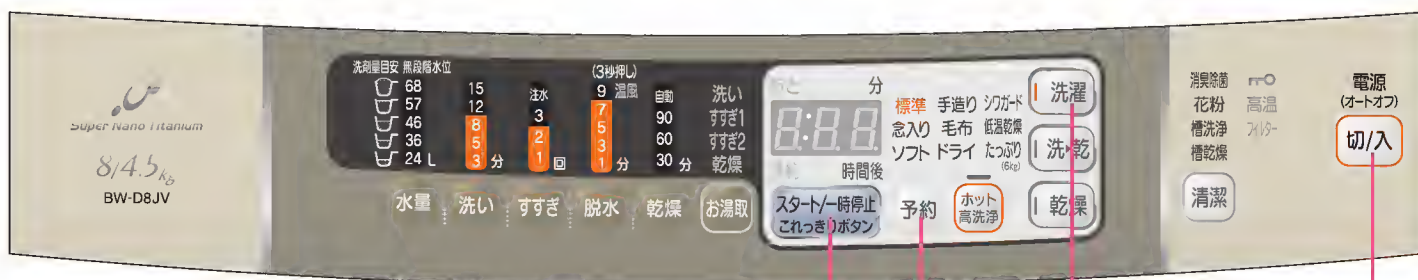 Super Nano Titanium
8/4.5kg
BW-D8JV
洗剤量目安 無段階水位
68
57
46
36
24 L
15
12
8
5
3 分
注水
3
2
1 回
(3秒押し)
9 温風
7
5
3
1 分
自動
90
60
30 分
洗い
すすぎ1
すすぎ2
乾燥
水量
洗い
すすぎ
脱水
乾燥
お湯取
分
8:88
時間後
標準 手造り シワガード
念入り 毛布 低温乾燥
ソフト ドライ たっぷり
(6kg)
スタート/一時停止
これっきりボタン
予約
ホット
高洗浄
洗濯
洗・乾
乾燥
消臭除菌
花粉 高温
槽洗浄 フィルター
槽乾燥
清潔
電源
(オートオフ)
切/入